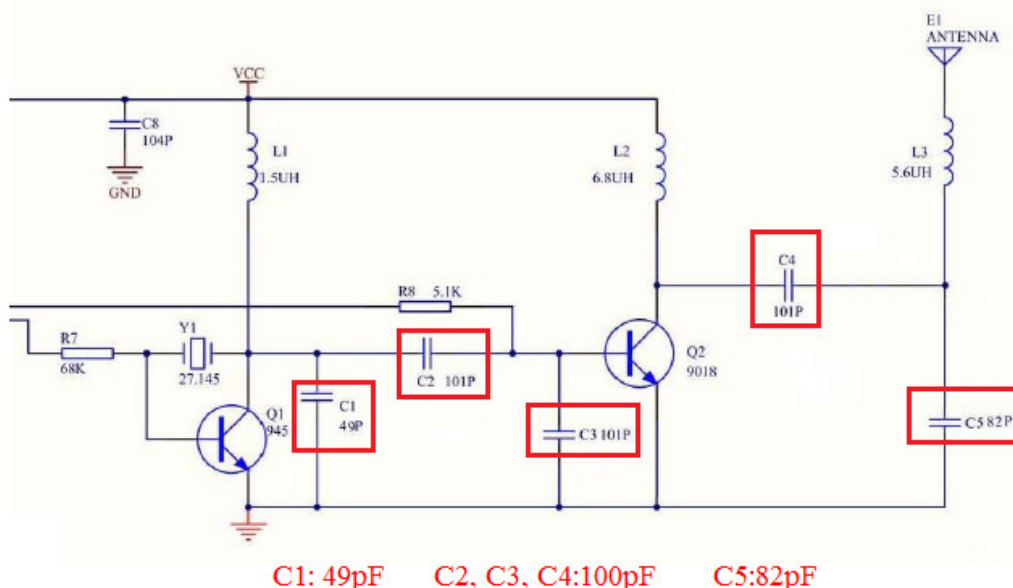 E1
ANTENNA
VCC
C8
104P
GND
L1
1.5UH
L2
6.8UH
L3
5.6UH
C4
101P
R8 5.1K
R7
68K
Y1
27.145
C2 101P
Q2
9018
Q1
945
C1
49P
C3 101P
C5 82P
C1: 49pF C2, C3, C4:100pF C5:82pF